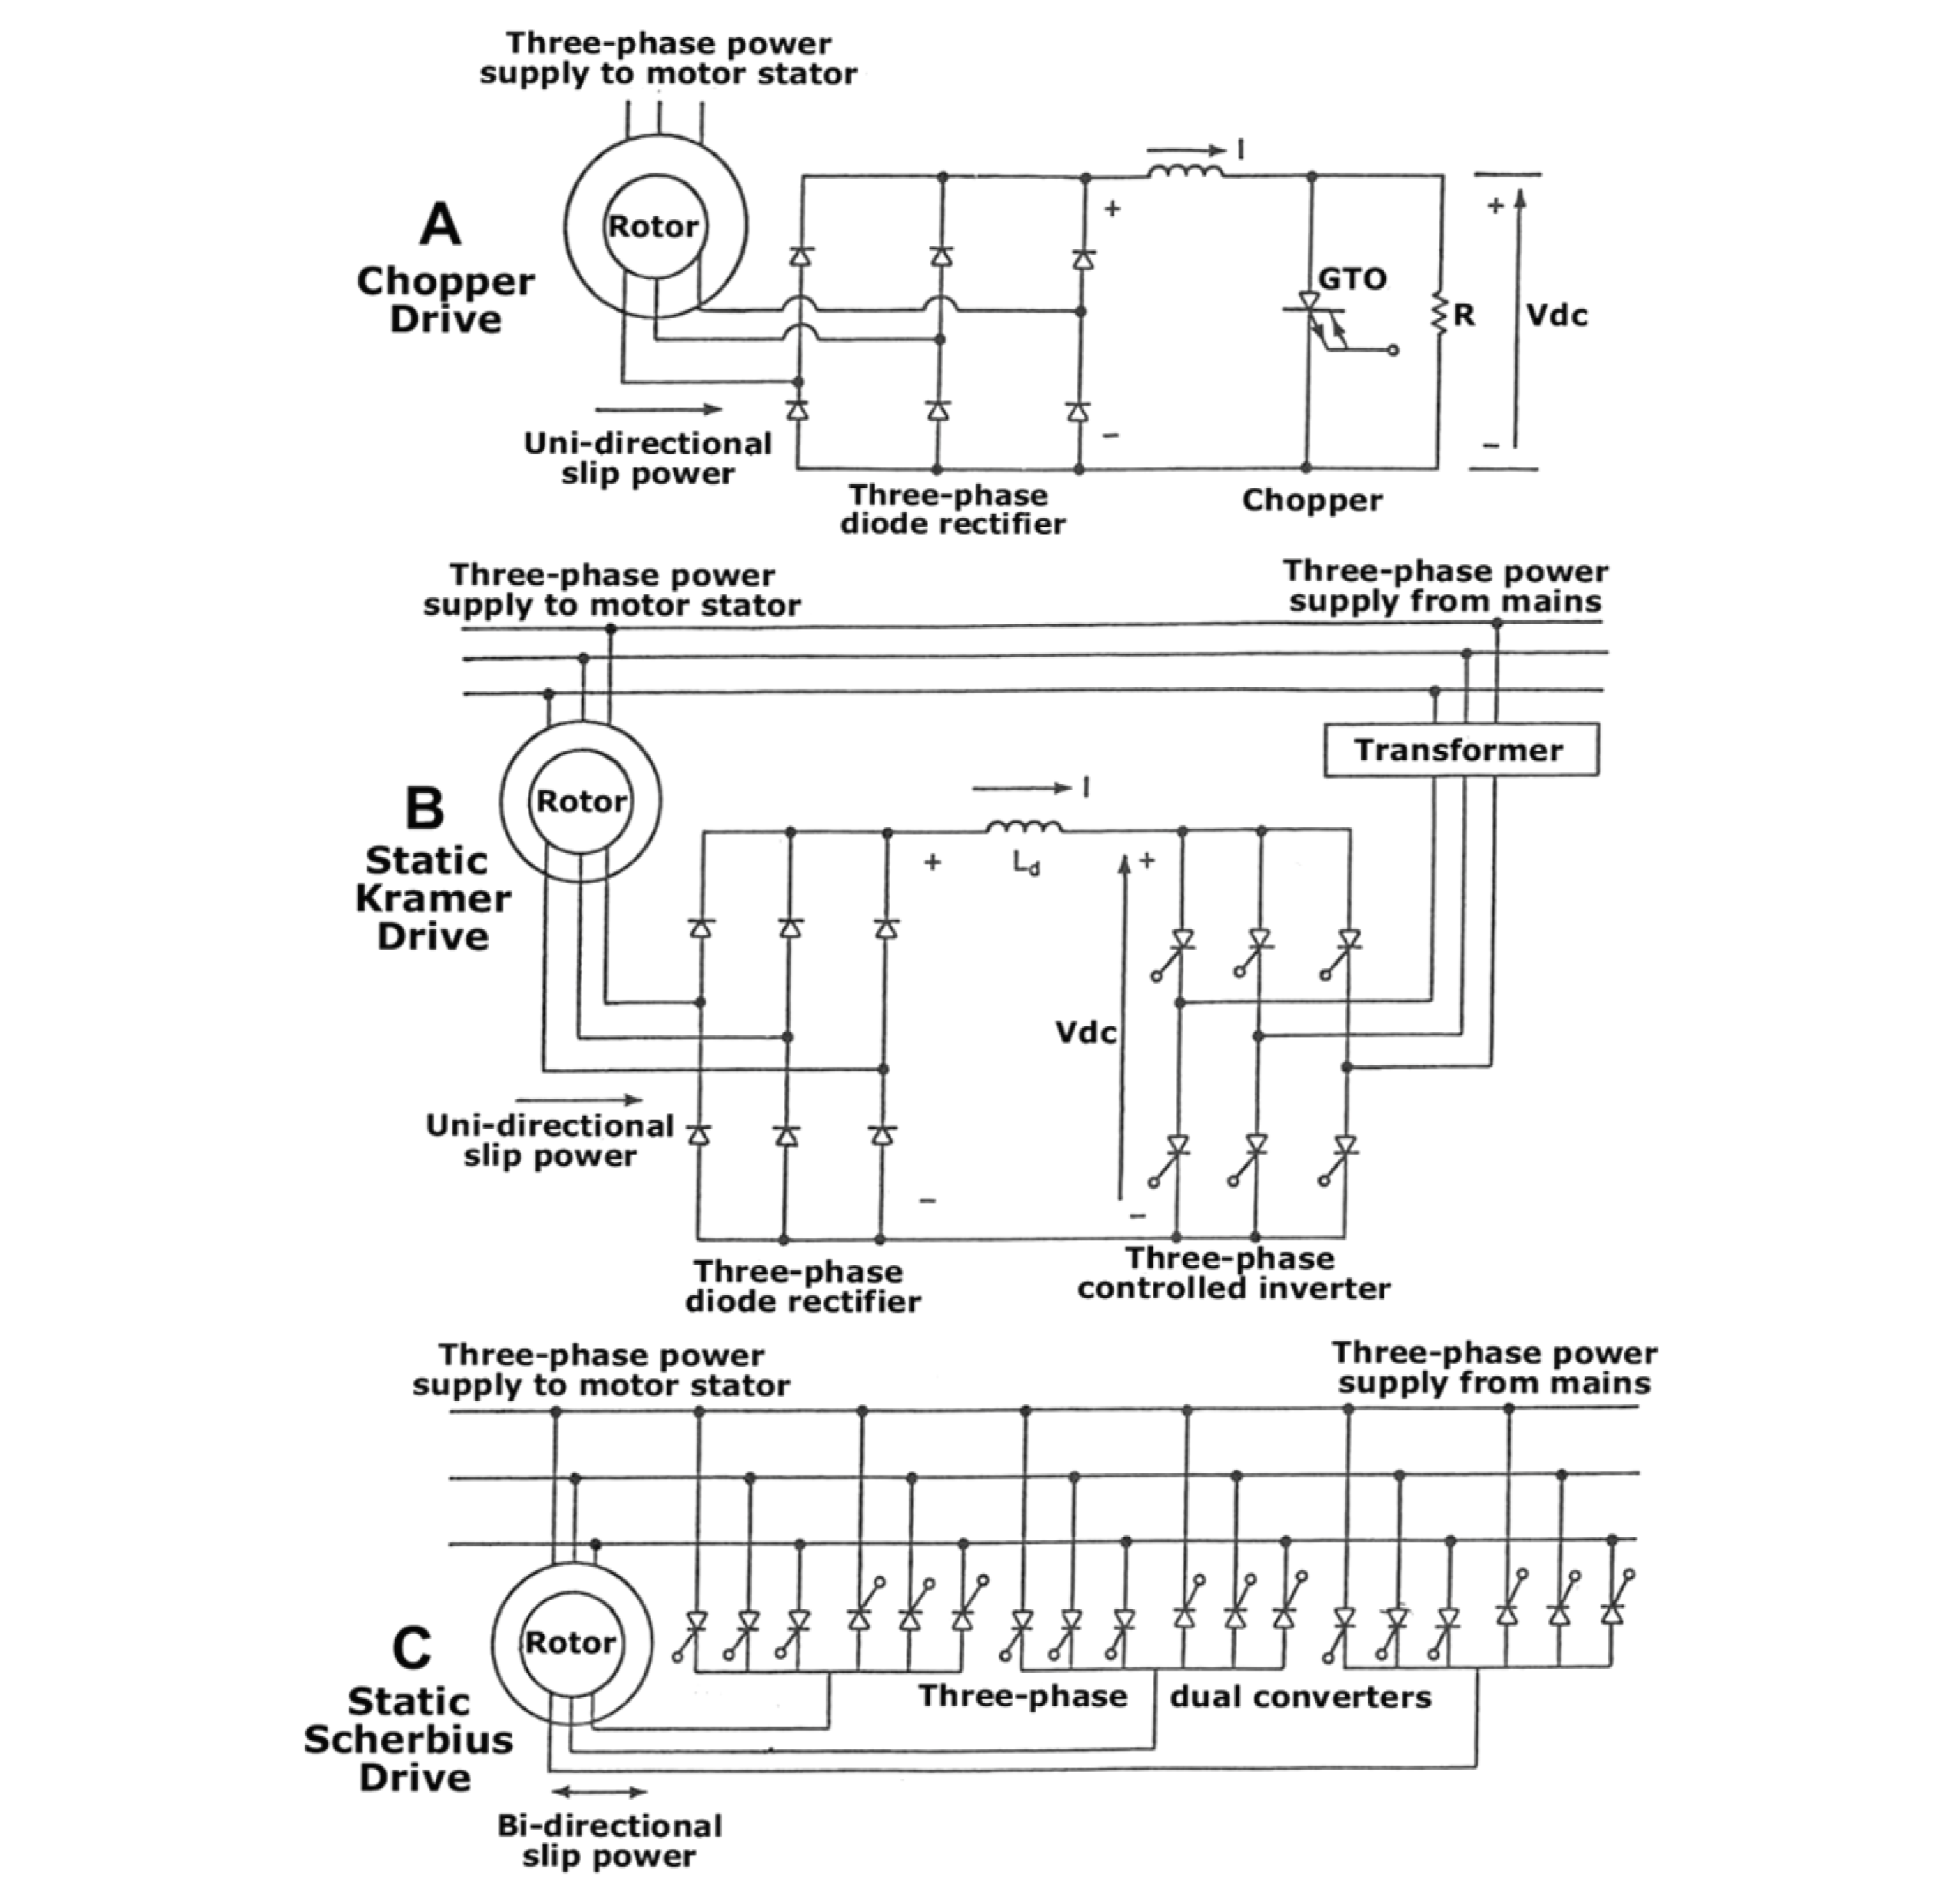 Three-phase power
supply to motor stator
I
+
+
A
Rotor
Chopper
Drive
GTO
R
Vdc
Uni-directional
slip power
−
−
Three-phase
diode rectifier
Chopper
Three-phase power
supply to motor stator
Three-phase power
supply from mains
Transformer
B
Rotor
I
Static
Kramer
Drive
+
Ld
+
Vdc
Uni-directional
slip power
−
−
Three-phase
diode rectifier
Three-phase
controlled inverter
Three-phase power
supply to motor stator
Three-phase power
supply from mains
C
Rotor
Static
Scherbius
Drive
Three-phase dual converters
Bi-directional
slip power